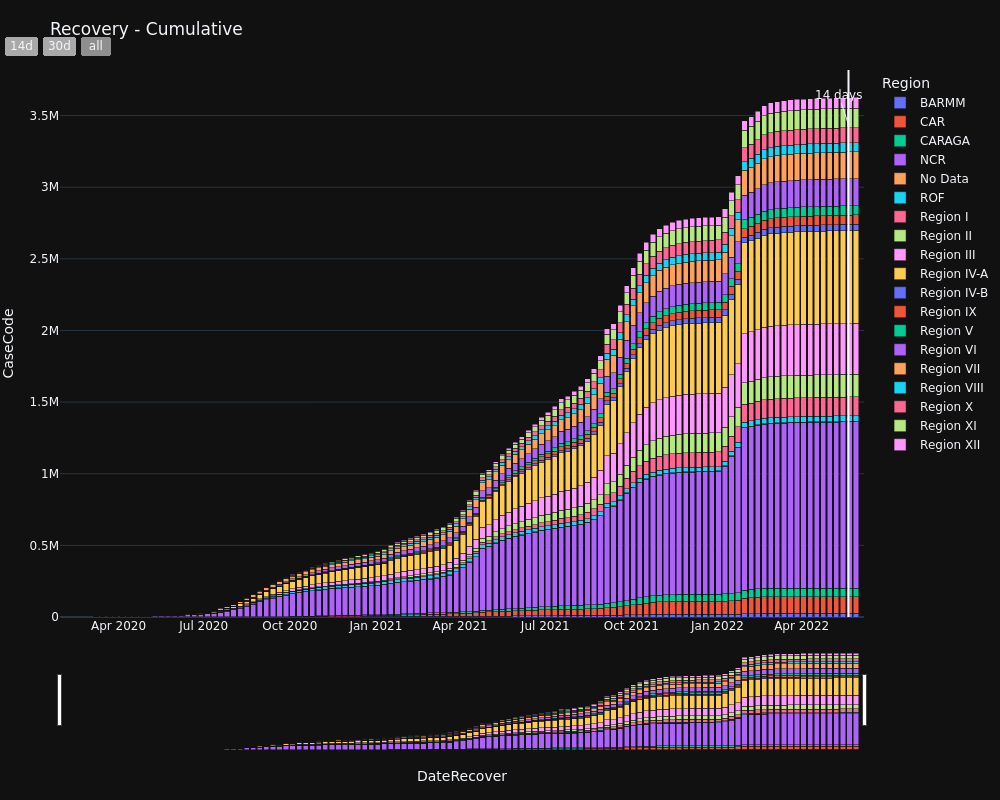 Recovery - Cumulative
14d 30d all
14 days
CaseCode
3.5M
3M
2.5M
2M
1.5M
1M
0.5M
0
Apr 2020 Jul 2020 Oct 2020 Jan 2021 Apr 2021 Jul 2021 Oct 2021 Jan 2022 Apr 2022
DateRecover
Region
BARMM
CAR
CARAGA
NCR
No Data
ROF
Region I
Region II
Region III
Region IV-A
Region IV-B
Region IX
Region V
Region VI
Region VII
Region VIII
Region X
Region XI
Region XII